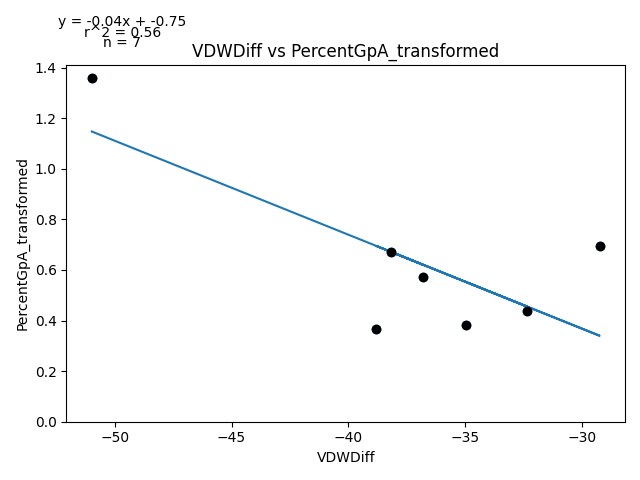 y = -0.04x + -0.75
r^2 = 0.56
n = 7
VDWDiff vs PercentGpA_transformed
1.4
1.2
1.0
0.8
0.6
0.4
0.2
0.0
PercentGpA_transformed
−50
−45
−40
−35
−30
VDWDiff